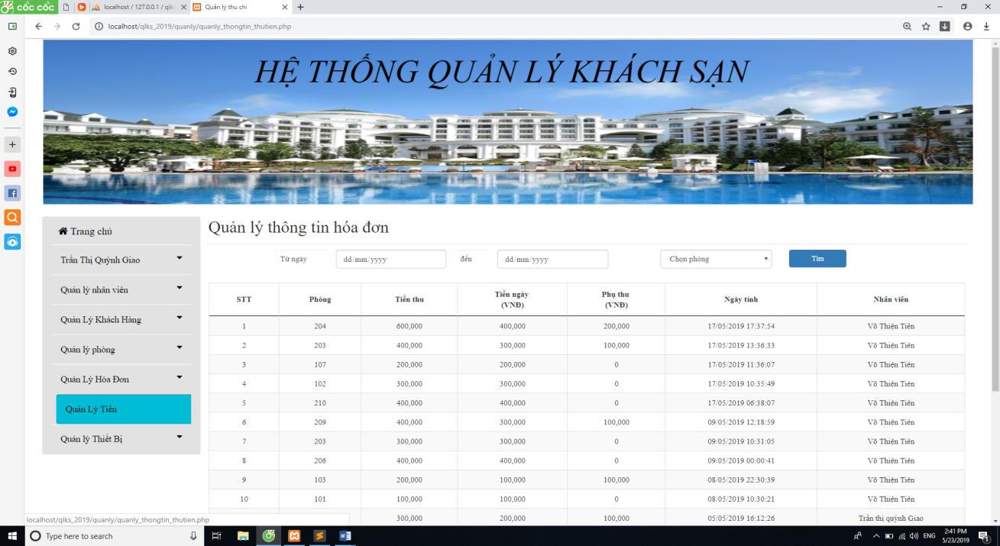 cốc cốc
localhost / 127.0.0.1 / qlks
Quản lý thu chi
localhost/qlks_2019/quanly/quanly_thongtin_thutien.php
HỆ THỐNG QUẢN LÝ KHÁCH SẠN
Trang chủ
Trần Thị Quỳnh Giao
Quản lý nhân viên
Quản Lý Khách Hàng
Quản lý phòng
Quản Lý Hóa Đơn
Quản Lý Tiền
Quản lý Thiết Bị
Quản lý thông tin hóa đơn
Từ ngày dd/mm/yyyy đến dd/mm/yyyy Chọn phòng Tìm
STT Phòng Tiền thu Tiền ngày (VNĐ) Phụ thu (VNĐ) Ngày tính Nhân viên
1 204 600,000 400,000 200,000 17/05/2019 17:37:54 Võ Thiện Tiên
2 203 400,000 300,000 100,000 17/05/2019 13:36:33 Võ Thiện Tiên
3 107 200,000 200,000 0 17/05/2019 11:36:07 Võ Thiện Tiên
4 102 300,000 300,000 0 17/05/2019 10:35:49 Võ Thiện Tiên
5 210 400,000 400,000 0 17/05/2019 06:38:07 Võ Thiện Tiên
6 209 400,000 300,000 100,000 09/05/2019 12:18:59 Võ Thiện Tiên
7 203 300,000 300,000 0 09/05/2019 10:31:05 Võ Thiện Tiên
8 206 400,000 400,000 0 09/05/2019 00:00:41 Võ Thiện Tiên
9 103 200,000 100,000 100,000 08/05/2019 22:30:39 Võ Thiện Tiên
10 101 100,000 100,000 0 08/05/2019 10:30:21 Võ Thiện Tiên
300,000 200,000 100,000 05/05/2019 16:12:26 Trần thị quỳnh Giao
localhost/qlks_2019/quanly/quanly_thongtin_thutien.php
Type here to search
ENG
2:41 PM
5/23/2019
1